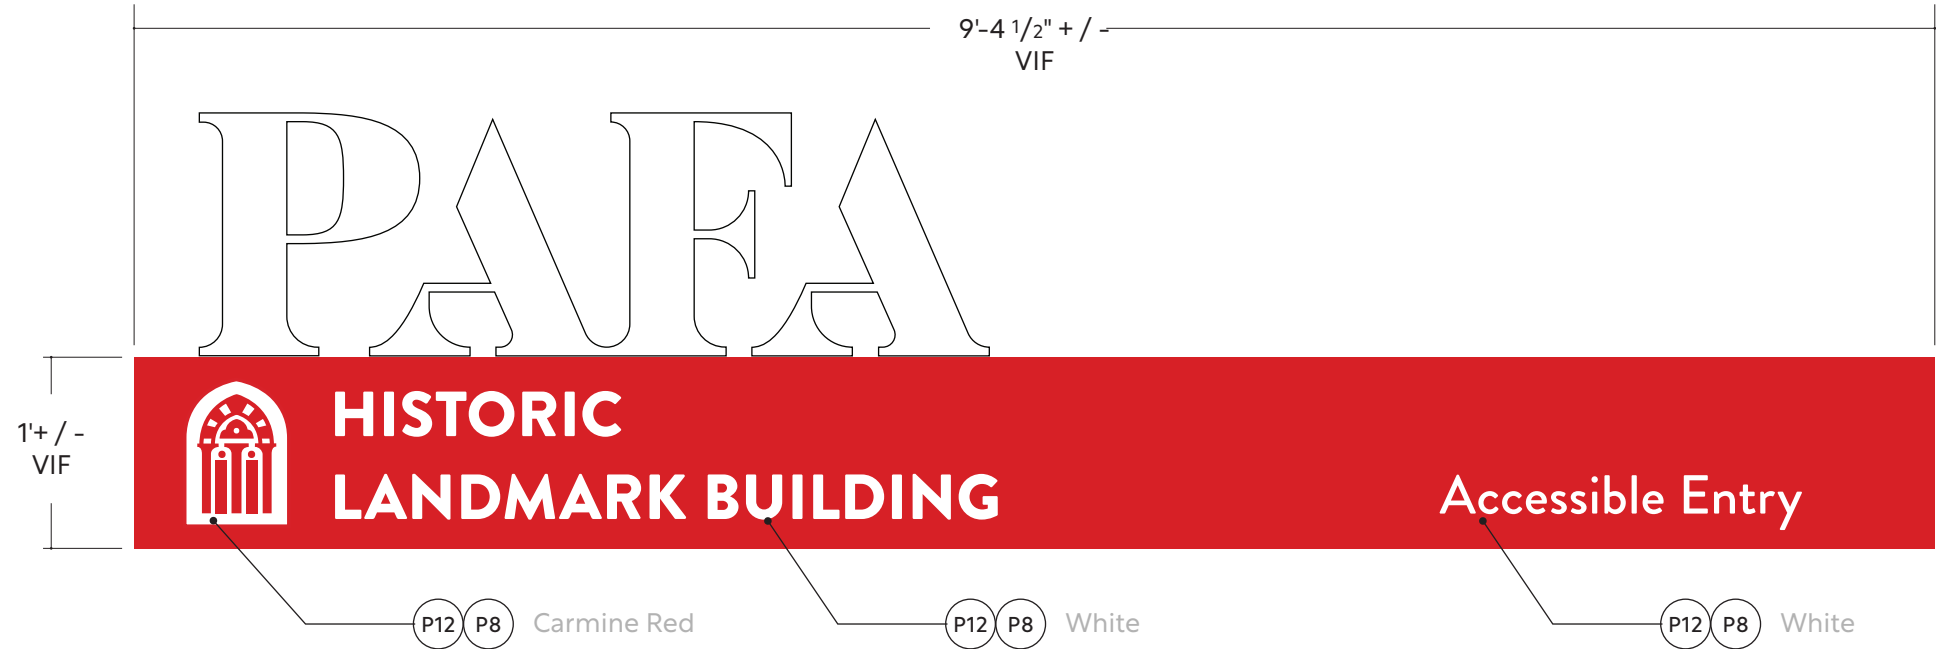 9'-4 1/2" + / -
VIF
PAFA
1'+ / -
VIF
HISTORIC
LANDMARK BUILDING
Accessible Entry
P12 P8 Carmine Red
P12 P8 White
P12 P8 White